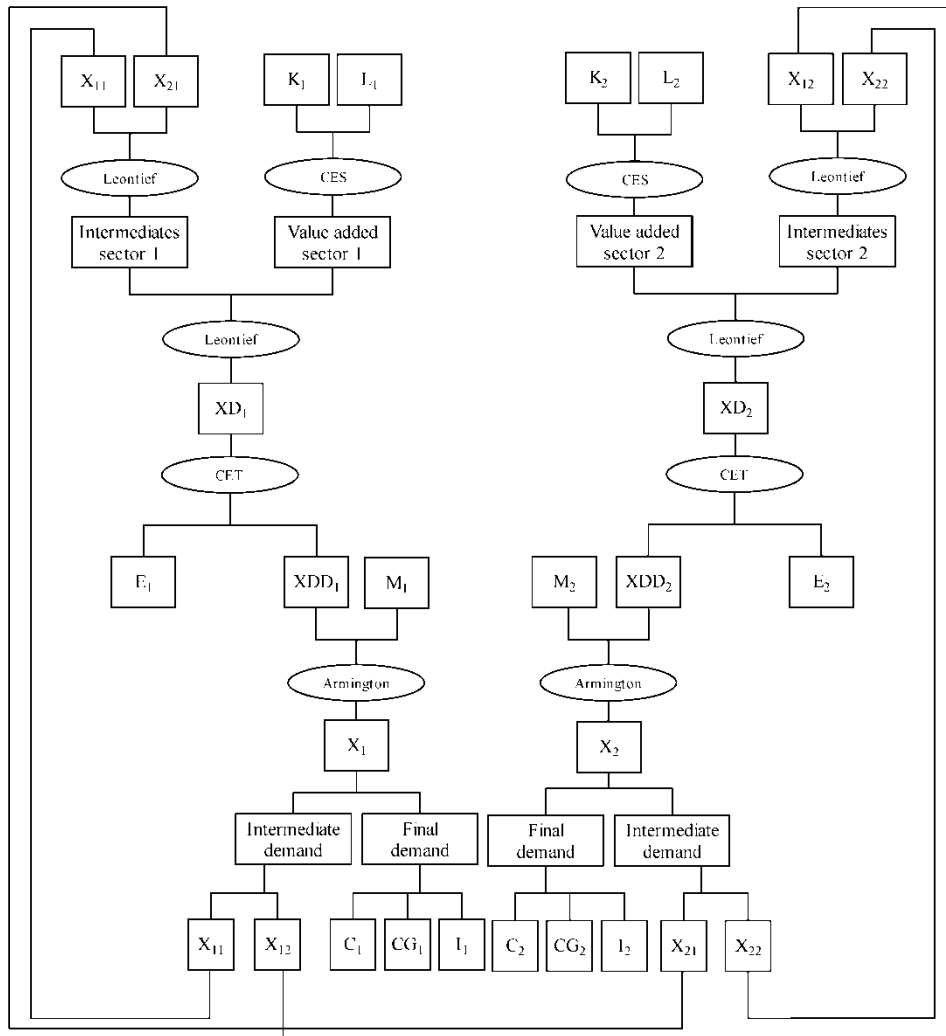 X₁₁ X₂₁ K₁ L₁ K₂ L₂ X₁₂ X₂₂
Leontief CES CES Leontief
Intermediates Value added Value added Intermediates
sector 1 sector 1 sector 2 sector 2
Leontief Leontief
XD₁ XD₂
CET CET
E₁ XDD₁ M₁ M₂ XDD₂ E₂
Armington Armington
X₁ X₂
Intermediate Final Final Intermediate
demand demand demand demand
X₁₁ X₁₂ C₁ CG₁ I₁ C₂ CG₂ I₂ X₂₁ X₂₂